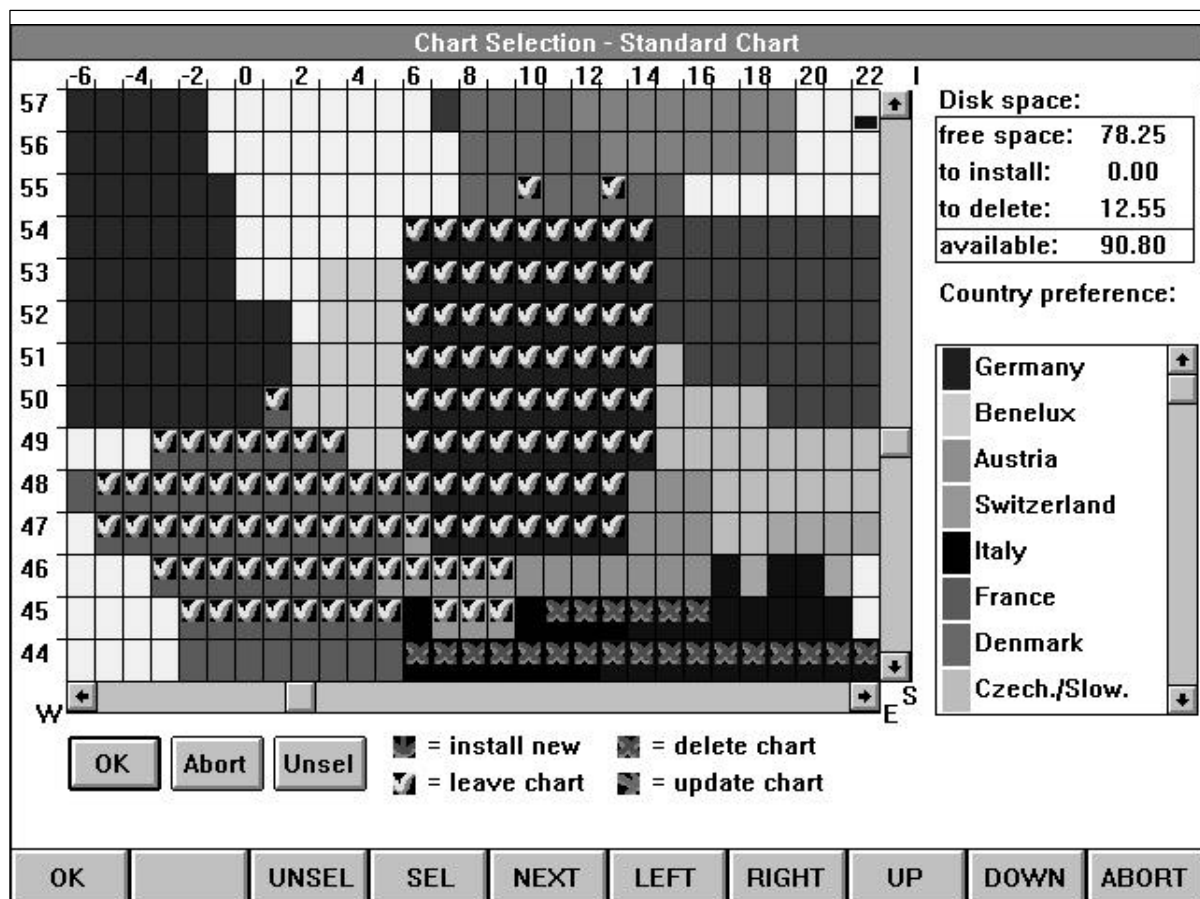 Chart Selection - Standard Chart
-6 -4 -2 0 2 4 6 8 10 12 14 16 18 20 22 I
57
56
55
54
53
52
51
50
49
48
47
46
45
44
W
E
S
Disk space:
free space: 78.25
to install: 0.00
to delete: 12.55
available: 90.80
Country preference:
Germany
Benelux
Austria
Switzerland
Italy
France
Denmark
Czech./Slow.
OK Abort Unsel
= install new = delete chart
= leave chart = update chart
OK UNSEL SEL NEXT LEFT RIGHT UP DOWN ABORT